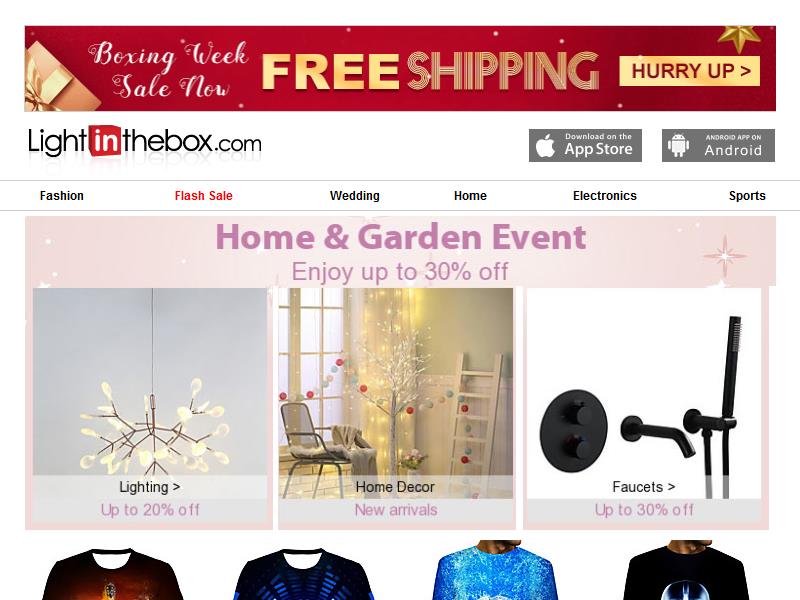 Boxing Week
Sale Now
FREE SHIPPING
HURRY UP >
Lightinthebox.com
Download on the
App Store
ANDROID APP ON
Android
Fashion
Flash Sale
Wedding
Home
Electronics
Sports
Home & Garden Event
Enjoy up to 30% off
Lighting >
Up to 20% off
Home Decor
New arrivals
Faucets >
Up to 30% off